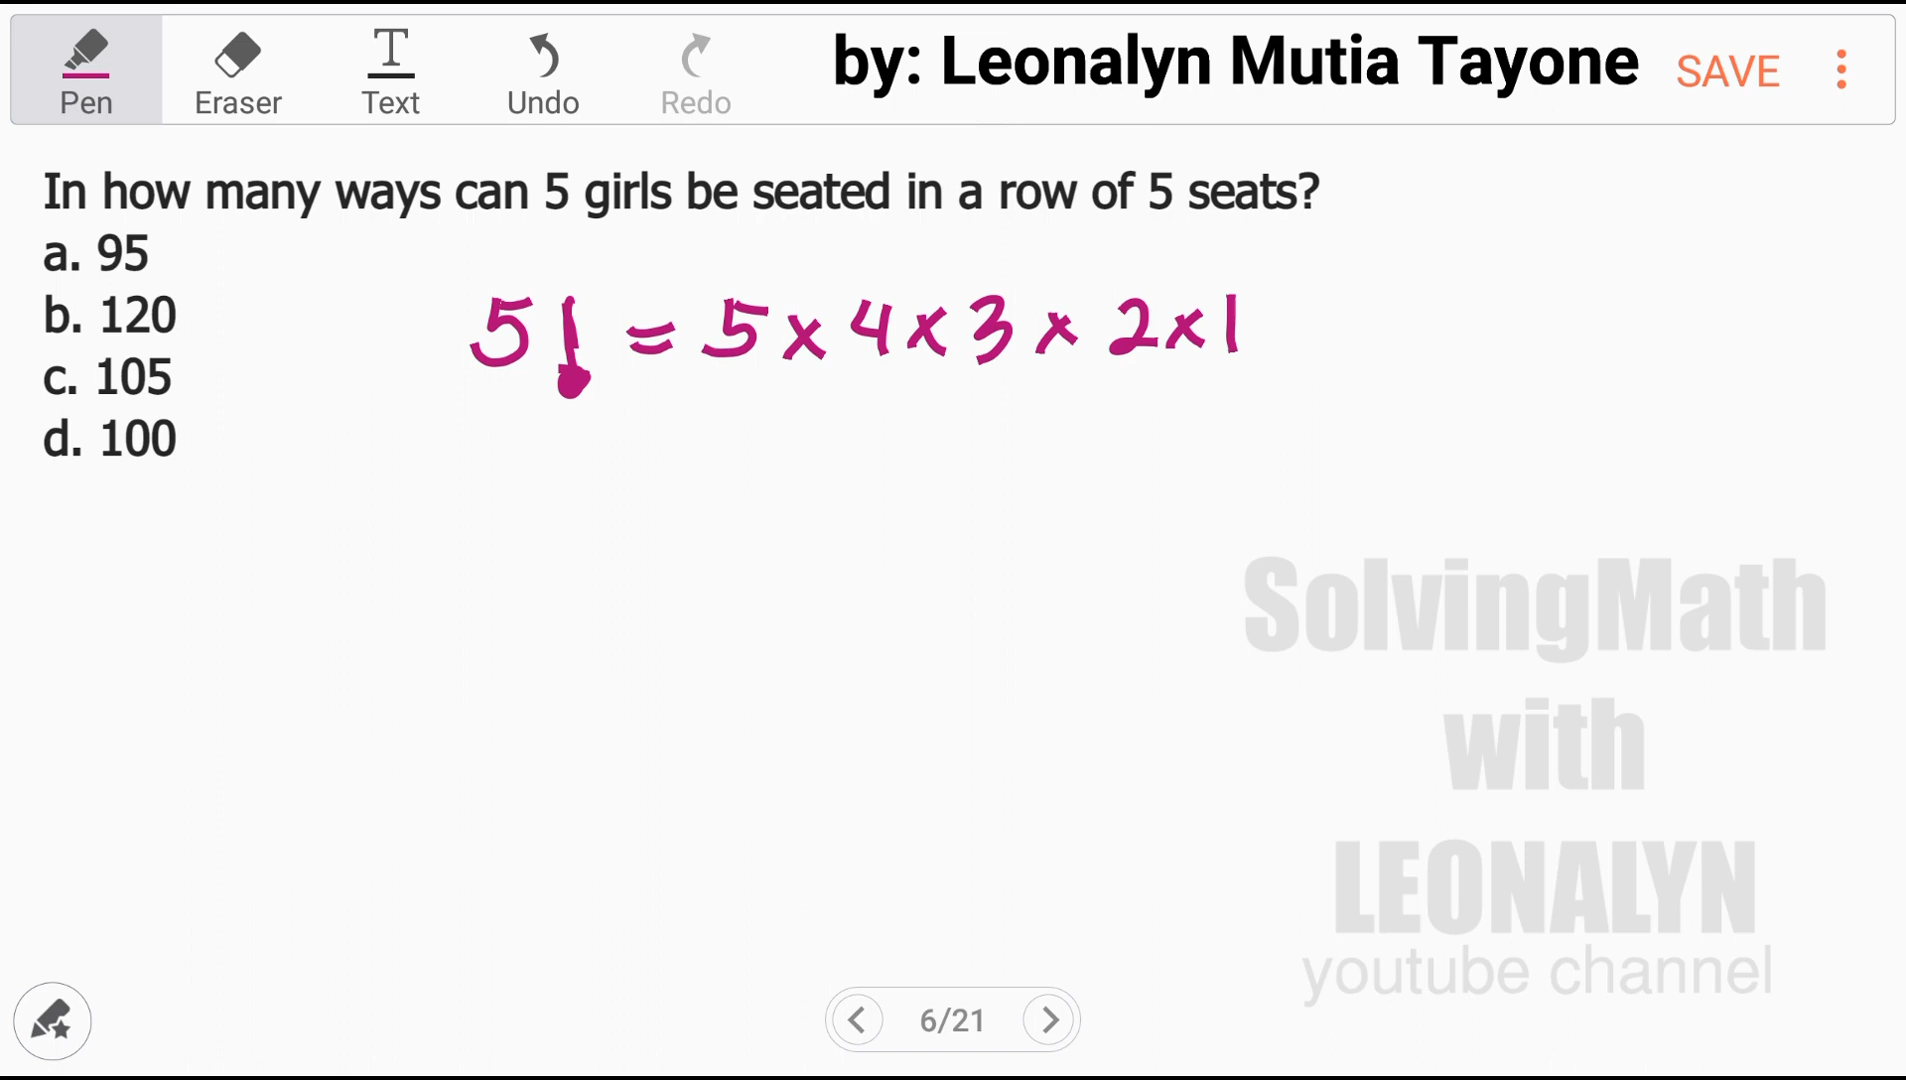 Pen Eraser Text Undo Redo by: Leonalyn Mutia Tayone SAVE
In how many ways can 5 girls be seated in a row of 5 seats?
a. 95
b. 120
c. 105
d. 100
5! = 5 x 4 x 3 x 2 x 1
SolvingMath
with
LEONALYN
youtube channel
6/21